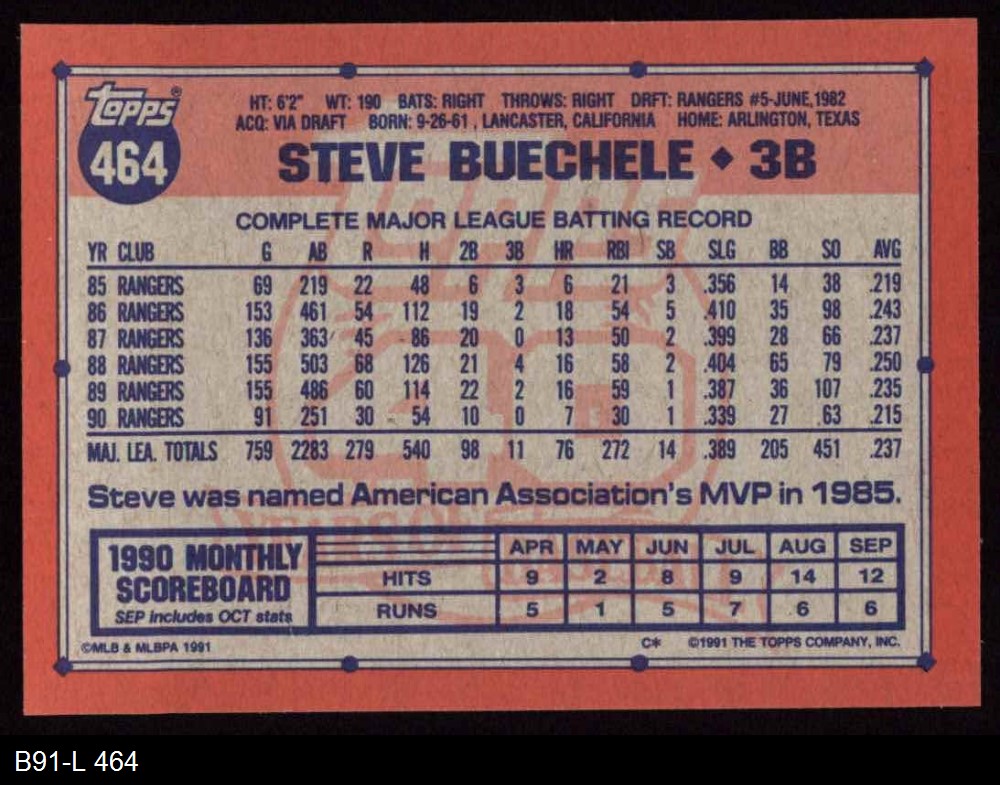 Topps®
464
HT: 6'2" WT: 190 BATS: RIGHT THROWS: RIGHT DRFT: RANGERS #5-JUNE,1982
ACQ: VIA DRAFT BORN: 9-26-61 , LANCASTER, CALIFORNIA HOME: ARLINGTON, TEXAS
STEVE BUECHELE ◆ 3B
COMPLETE MAJOR LEAGUE BATTING RECORD
YR CLUB G AB R H 2B 3B HR RBI SB SLG BB SO AVG
85 RANGERS 69 219 22 48 6 3 6 21 3 .356 14 38 .219
86 RANGERS 153 461 54 112 19 2 18 54 5 .410 35 98 .243
87 RANGERS 136 363 45 86 20 0 13 50 2 .399 28 66 .237
88 RANGERS 155 503 68 126 21 4 16 58 2 .404 65 79 .250
89 RANGERS 155 486 60 114 22 2 16 59 1 .387 36 107 .235
90 RANGERS 91 251 30 54 10 0 7 30 1 .339 27 63 .215
MAJ. LEA. TOTALS 759 2283 279 540 98 11 76 272 14 .389 205 451 .237
Steve was named American Association's MVP in 1985.
1990 MONTHLY
SCOREBOARD
SEP includes OCT stats
APR MAY JUN JUL AUG SEP
HITS 9 2 8 9 14 12
RUNS 5 1 5 7 6 6
©MLB & MLBPA 1991 C* ©1991 THE TOPPS COMPANY, INC.
B91-L 464